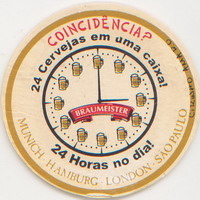 COINCIDÊNCIA?
24 Cervejas em uma caixa!
BRAUMEISTER
24 Horas no dia!
MUNICH · HAMBURG · LONDON · SÃO PAULO